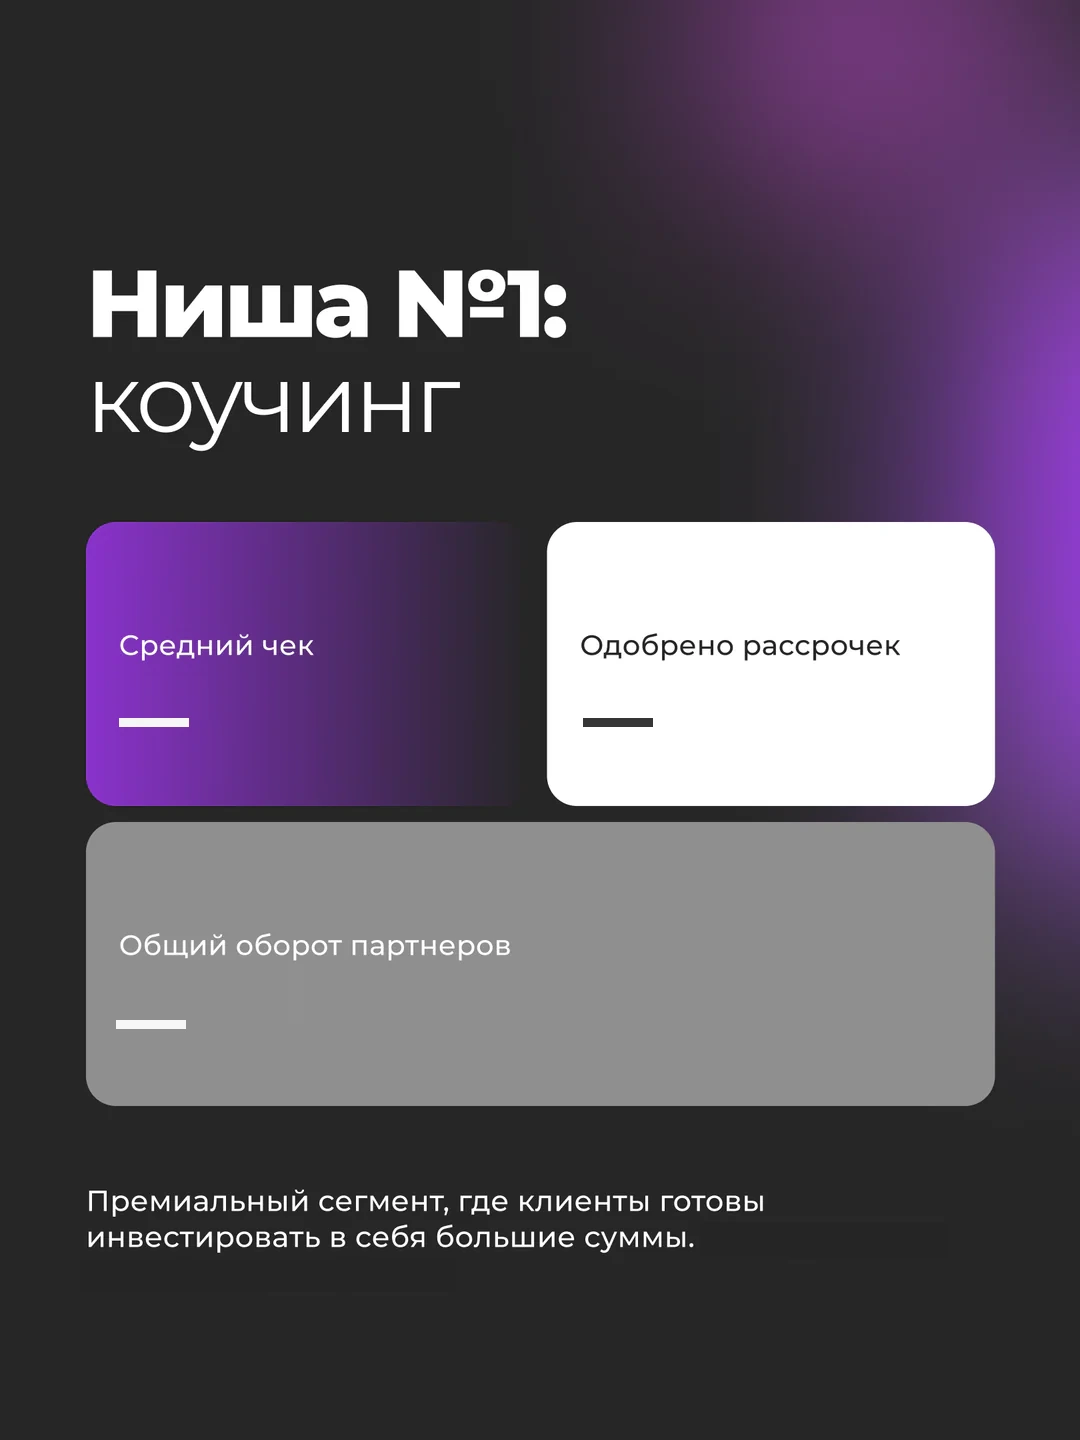 Ниша №1:
коучинг
Средний чек
Одобрено рассрочек
Общий оборот партнеров
Премиальный сегмент, где клиенты готовы
инвестировать в себя большие суммы.